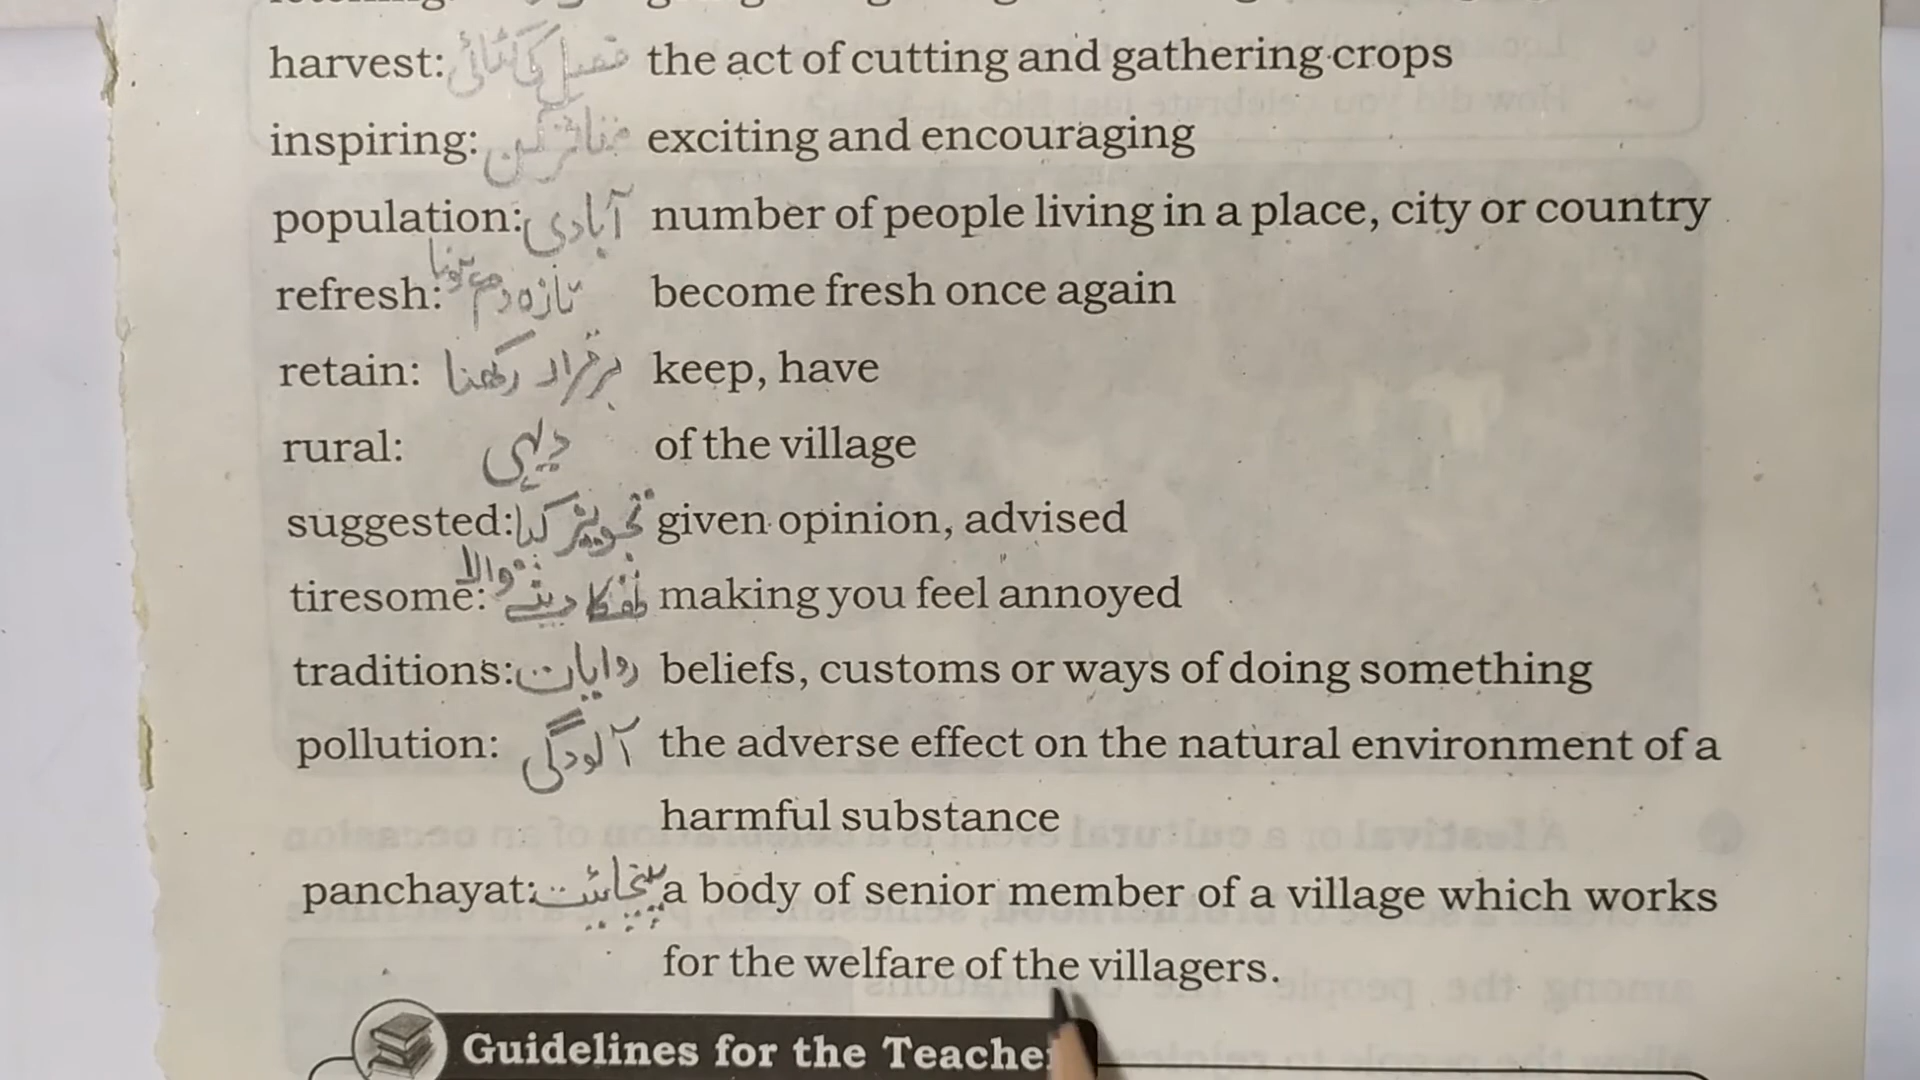 harvest: فصل کی کٹائی the act of cutting and gathering crops
inspiring: متاثر کن exciting and encouraging
population: آبادی number of people living in a place, city or country
refresh: تازہ دم ہونا become fresh once again
retain: برقرار رکھنا keep, have
rural: دیہی of the village
suggested: تجویز کیا given opinion, advised
tiresome: تھکا دینے والا making you feel annoyed
traditions: روایات beliefs, customs or ways of doing something
pollution: آلودگی the adverse effect on the natural environment of a
harmful substance
panchayat: پنچائیت a body of senior member of a village which works
for the welfare of the villagers.
Guidelines for the Teache